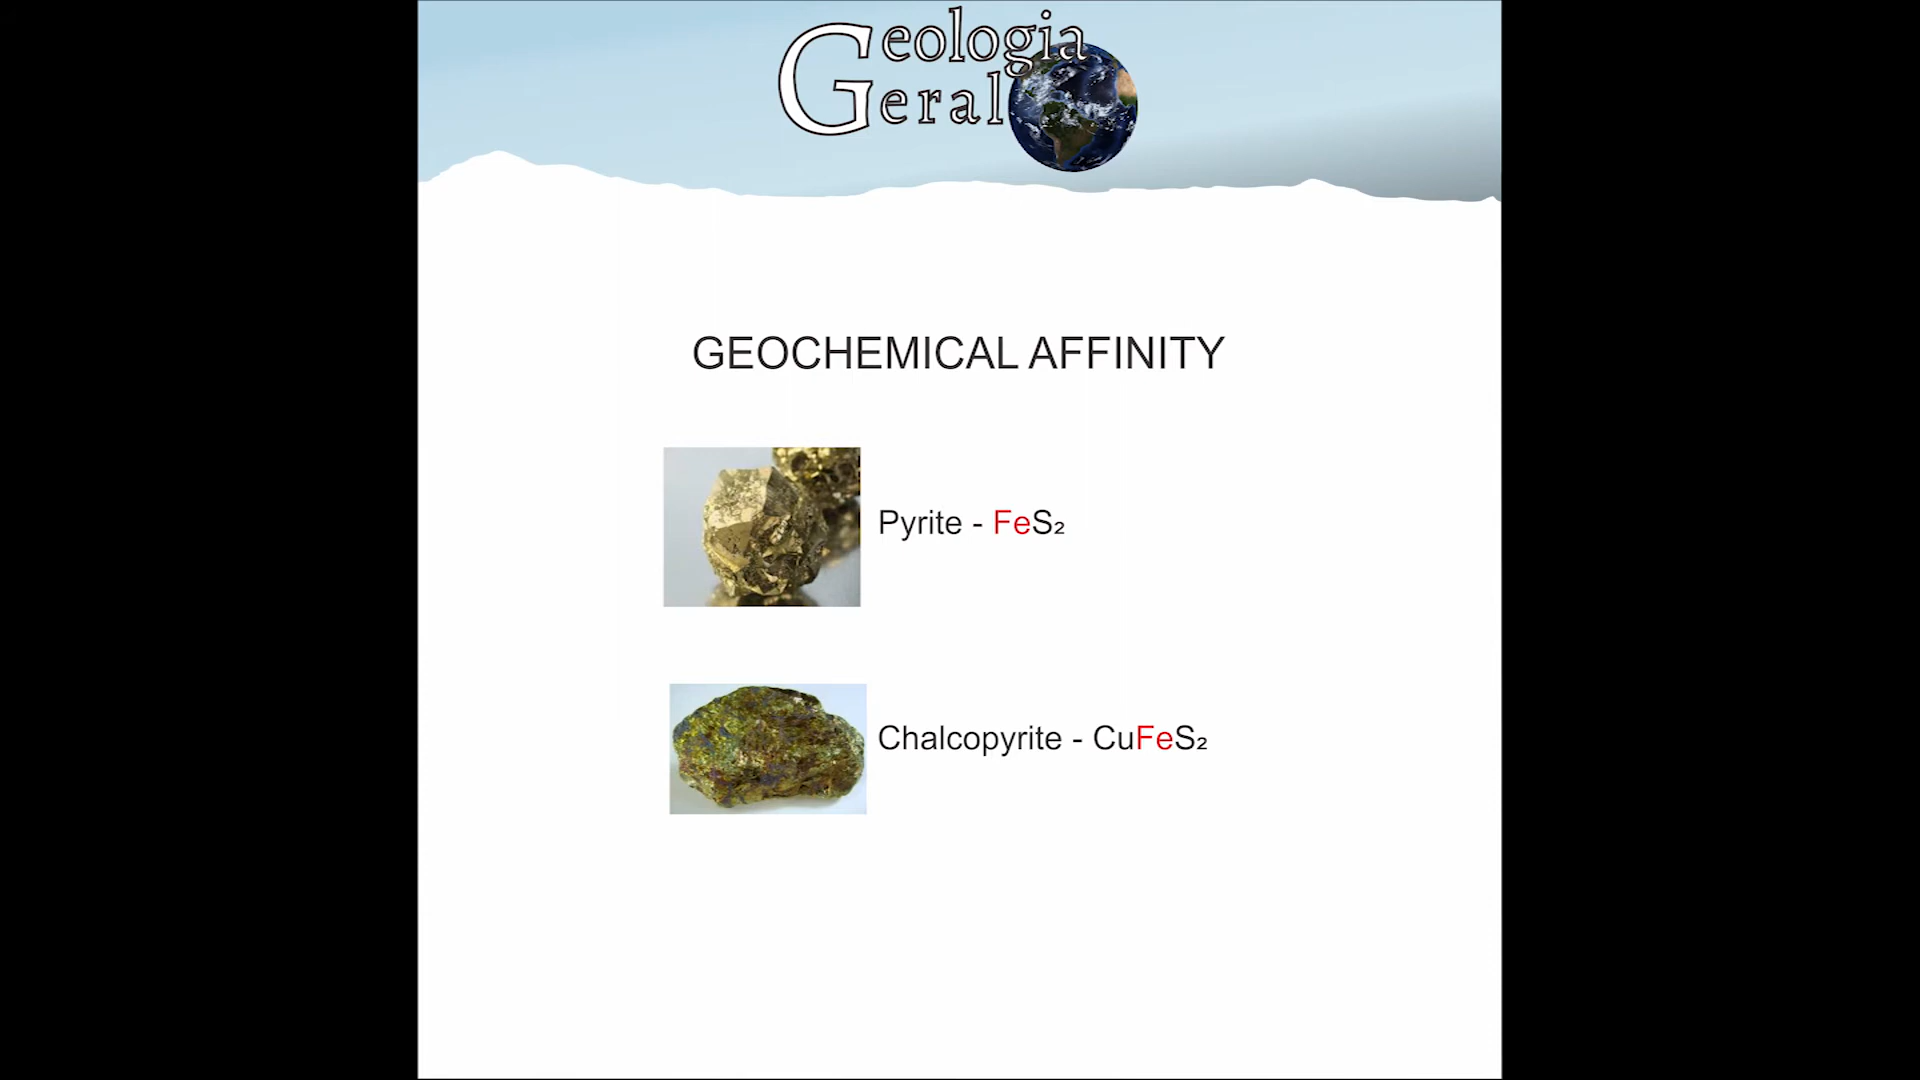 Geologia
Geral
GEOCHEMICAL AFFINITY
Pyrite - FeS₂
Chalcopyrite - CuFeS₂